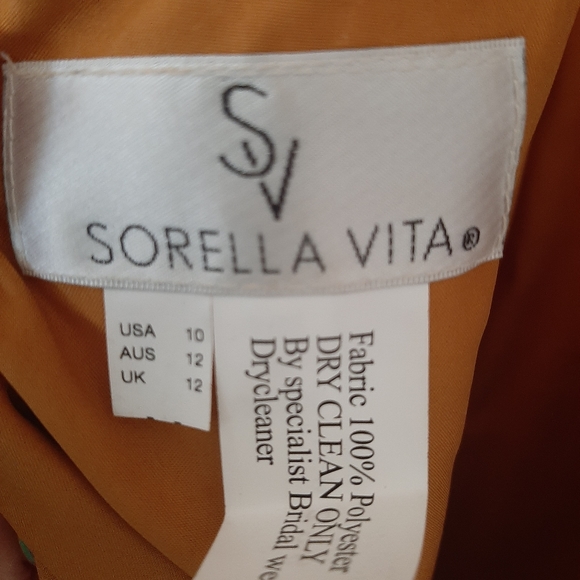 SV
SORELLA VITA®
USA 10
AUS 12
UK 12
Fabric 100% Polyester
DRY CLEAN ONLY
By specialist Bridal we
Drycleaner